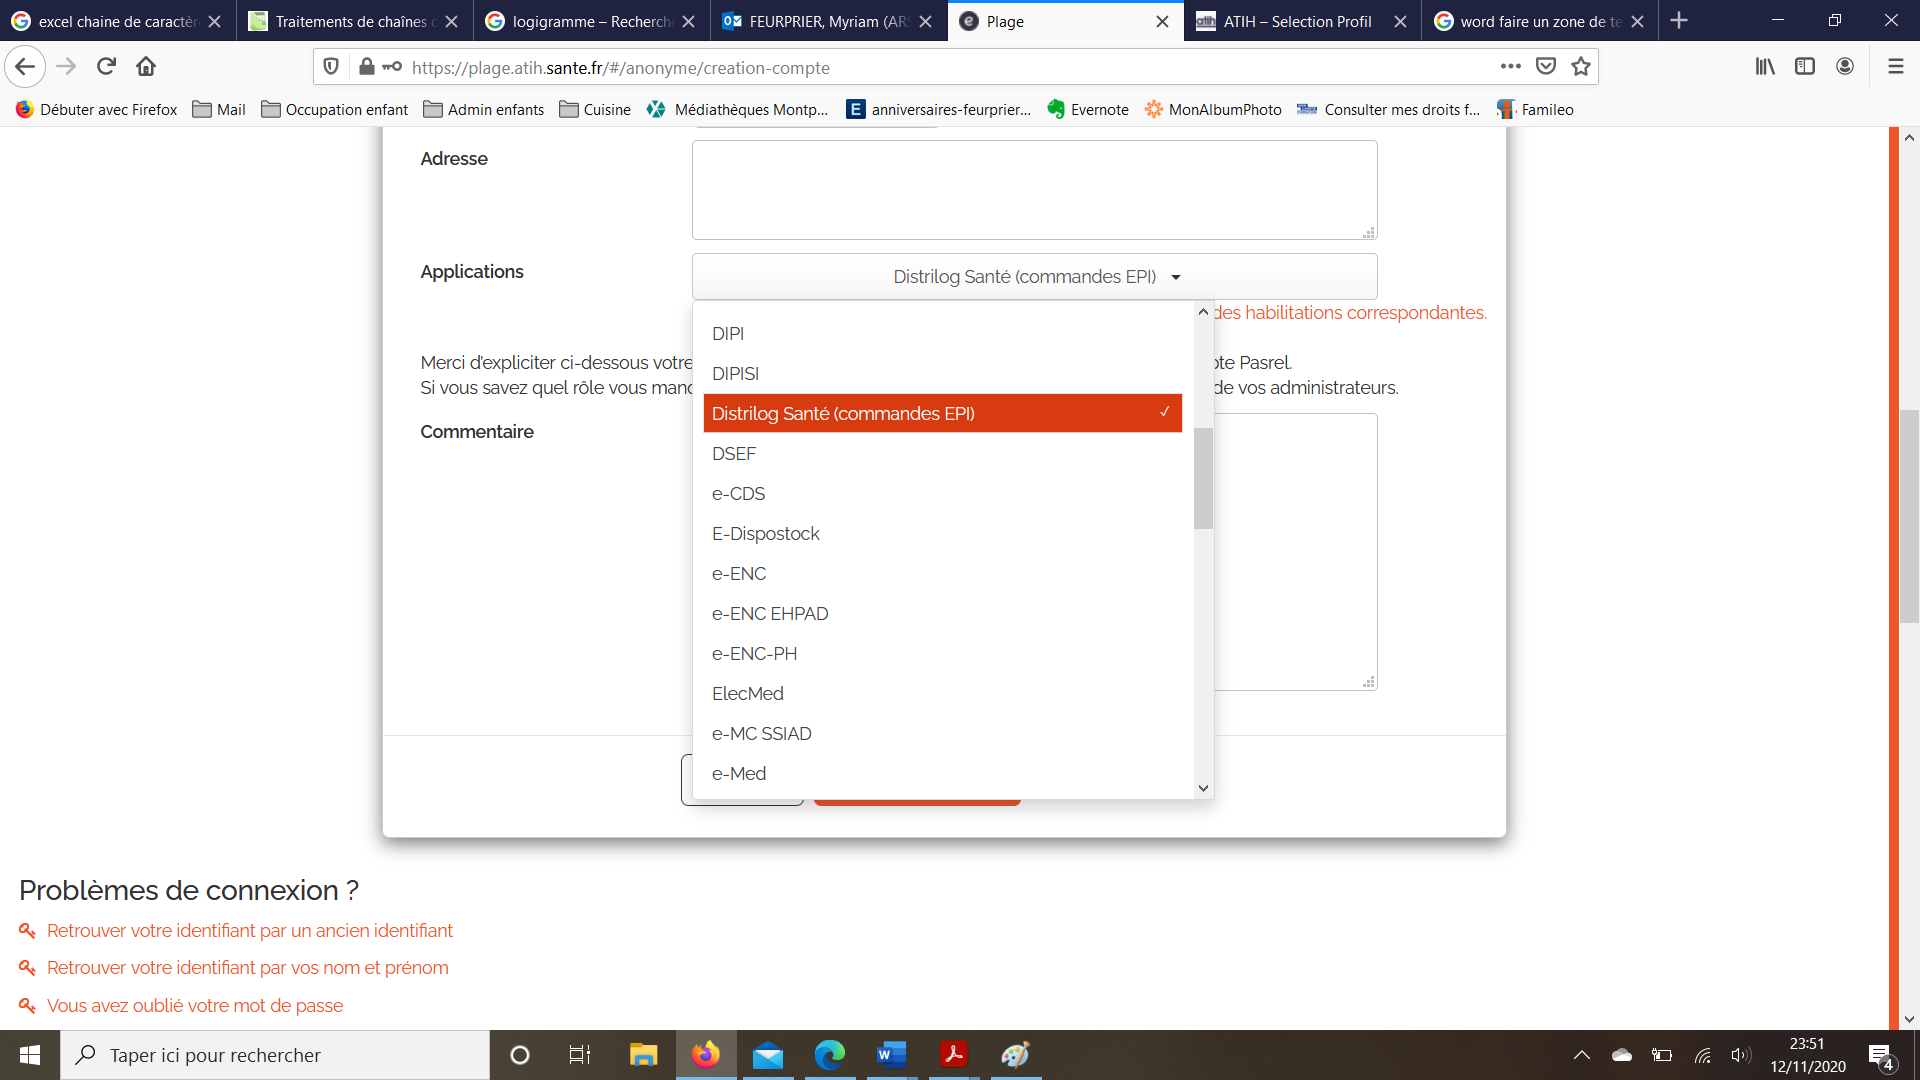 excel chaine de caractèr
Traitements de chaînes d
logigramme – Recherch
FEURPRIER, Myriam (ARS
Plage
ATIH – Selection Profil
word faire un zone de te
https://plage.atih.sante.fr/#/anonyme/creation-compte
Débuter avec Firefox
Mail
Occupation enfant
Admin enfants
Cuisine
Médiathèques Montp...
E
anniversaires-feurprier...
Evernote
MonAlbumPhoto
Consulter mes droits f...
Famileo
Adresse
Applications
Distrilog Santé (commandes EPI)
des habilitations correspondantes.
DIPI
Merci d'expliciter ci-dessous votre
pte Pasrel.
DIPISI
Si vous savez quel rôle vous manq
de vos administrateurs.
Distrilog Santé (commandes EPI) ✓
Commentaire
DSEF
e-CDS
E-Dispostock
e-ENC
e-ENC EHPAD
e-ENC-PH
ElecMed
e-MC SSIAD
e-Med
Problèmes de connexion ?
Retrouver votre identifiant par un ancien identifiant
Retrouver votre identifiant par vos nom et prénom
Vous avez oublié votre mot de passe
Taper ici pour rechercher
23:51
12/11/2020
4